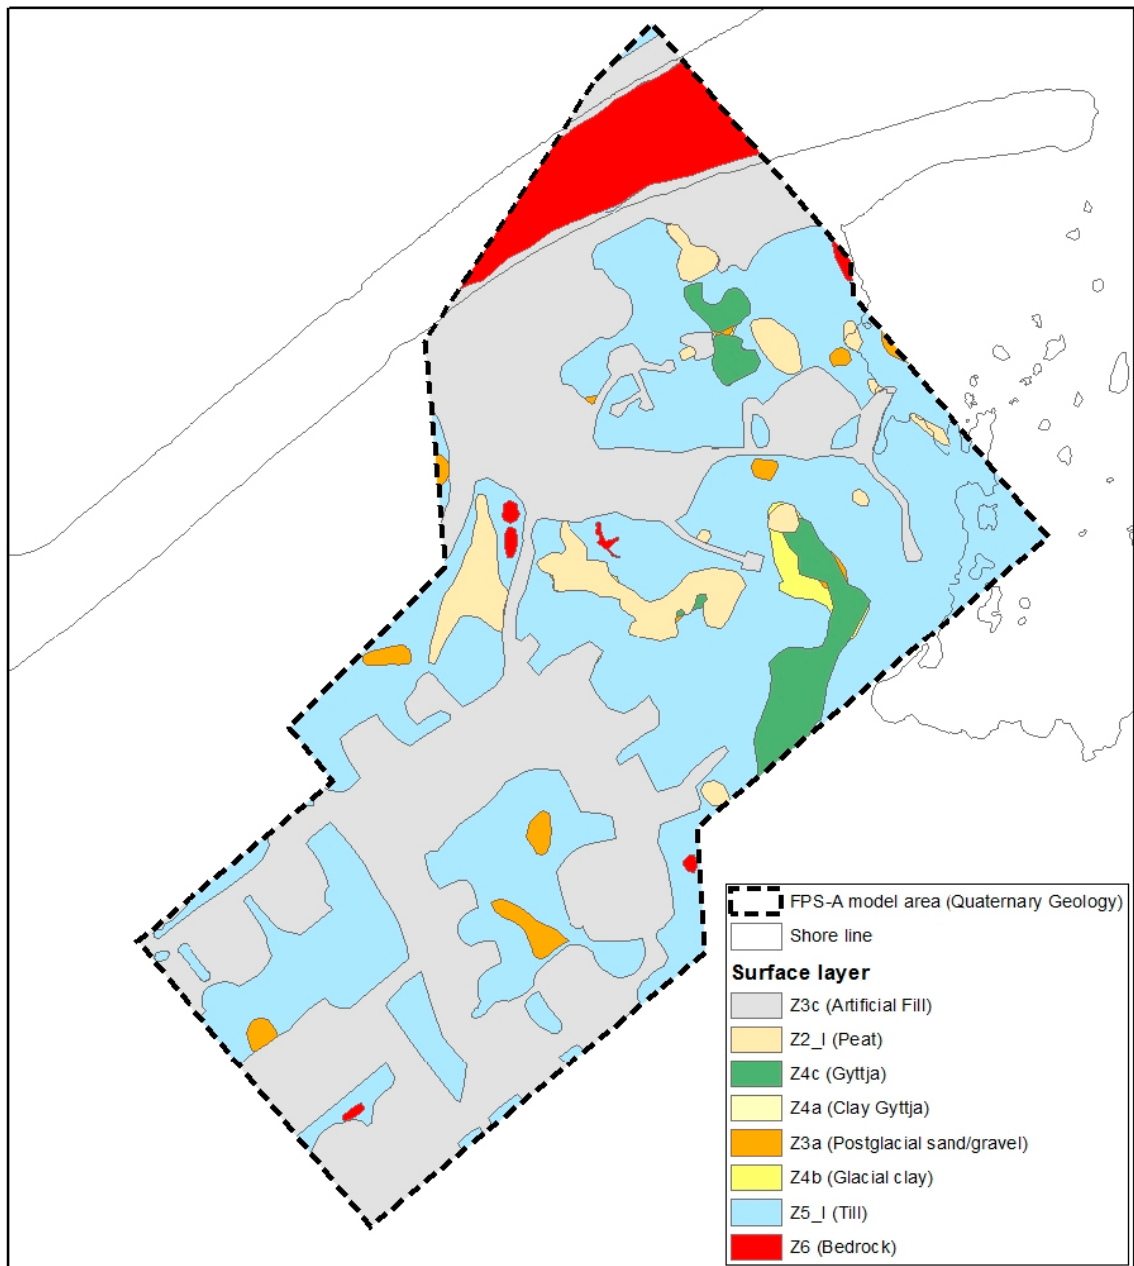 FPS-A model area (Quaternary Geology)
Shore line
Surface layer
Z3c (Artificial Fill)
Z2_I (Peat)
Z4c (Gyttja)
Z4a (Clay Gyttja)
Z3a (Postglacial sand/gravel)
Z4b (Glacial clay)
Z5_I (Till)
Z6 (Bedrock)